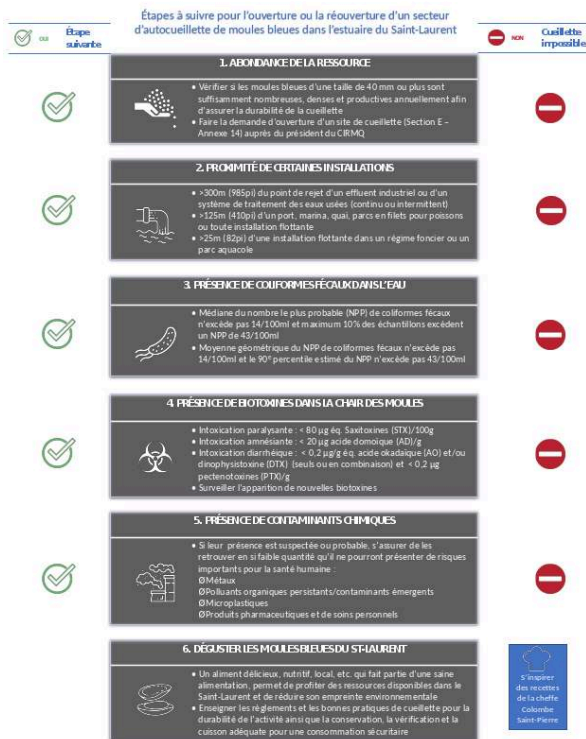 Étapes à suivre pour l'ouverture ou la réouverture d'un secteur
d'autocueillette de moules bleues dans l'estuaire du Saint-Laurent
OUI
Étape
suivante
NON
Cueillette
impossible
1. ABONDANCE DE LA RESSOURCE
• Vérifier si les moules bleues d'une taille de 40 mm ou plus sont
suffisamment nombreuses, denses et productives annuellement afin
d'assurer la durabilité de la cueillette
• Faire la demande d'ouverture d'un site de cueillette (Section E –
Annexe 14) auprès du président du CIRMQ
2. PROXIMITÉ DE CERTAINES INSTALLATIONS
• >300m (985pi) du point de rejet d'un effluent industriel ou d'un
système de traitement des eaux usées (continu ou intermittent)
• >125m (410pi) d'un port, marina, quai, parcs en filets pour poissons
ou toute installation flottante
• >25m (82pi) d'une installation flottante dans un régime foncier ou un
parc aquacole
3. PRÉSENCE DE COLIFORMES FÉCAUX DANS L'EAU
• Médiane du nombre le plus probable (NPP) de coliformes fécaux
n'excède pas 14/100ml et maximum 10% des échantillons excèdent
un NPP de 43/100ml
• Moyenne géométrique du NPP de coliformes fécaux n'excède pas
14/100ml et le 90e percentile estimé du NPP n'excède pas 43/100ml
4. PRÉSENCE DE BIOTOXINES DANS LA CHAIR DES MOULES
• Intoxication paralysante : < 80 µg éq. Saxitoxines (STX)/100g
• Intoxication amnésiante : < 20 µg acide domoïque (AD)/g
• Intoxication diarrhéique : < 0,2 µg/g éq. acide okadaïque (AO) et/ou
dinophysistoxine (DTX) (seuls ou en combinaison) et < 0,2 µg
pectenotoxines (PTX)/g
• Surveiller l'apparition de nouvelles biotoxines
5. PRÉSENCE DE CONTAMINANTS CHIMIQUES
• Si leur présence est suspectée ou probable, s'assurer de les
retrouver en si faible quantité qu'il ne pourront présenter de risques
importants pour la santé humaine :
ØMétaux
ØPolluants organiques persistants/contaminants émergents
ØMicroplastiques
ØProduits pharmaceutiques et de soins personnels
6. DÉGUSTER LES MOULES BLEUES DU ST-LAURENT
• Un aliment délicieux, nutritif, local, etc. qui fait partie d'une saine
alimentation, permet de profiter des ressources disponibles dans le
Saint-Laurent et de réduire son empreinte environnementale
• Enseigner les règlements et les bonnes pratiques de cueillette pour la
durabilité de l'activité ainsi que la conservation, la vérification et la
cuisson adéquate pour une consommation sécuritaire
S'inspirer
des recettes
de la cheffe
Colombe
Saint-Pierre